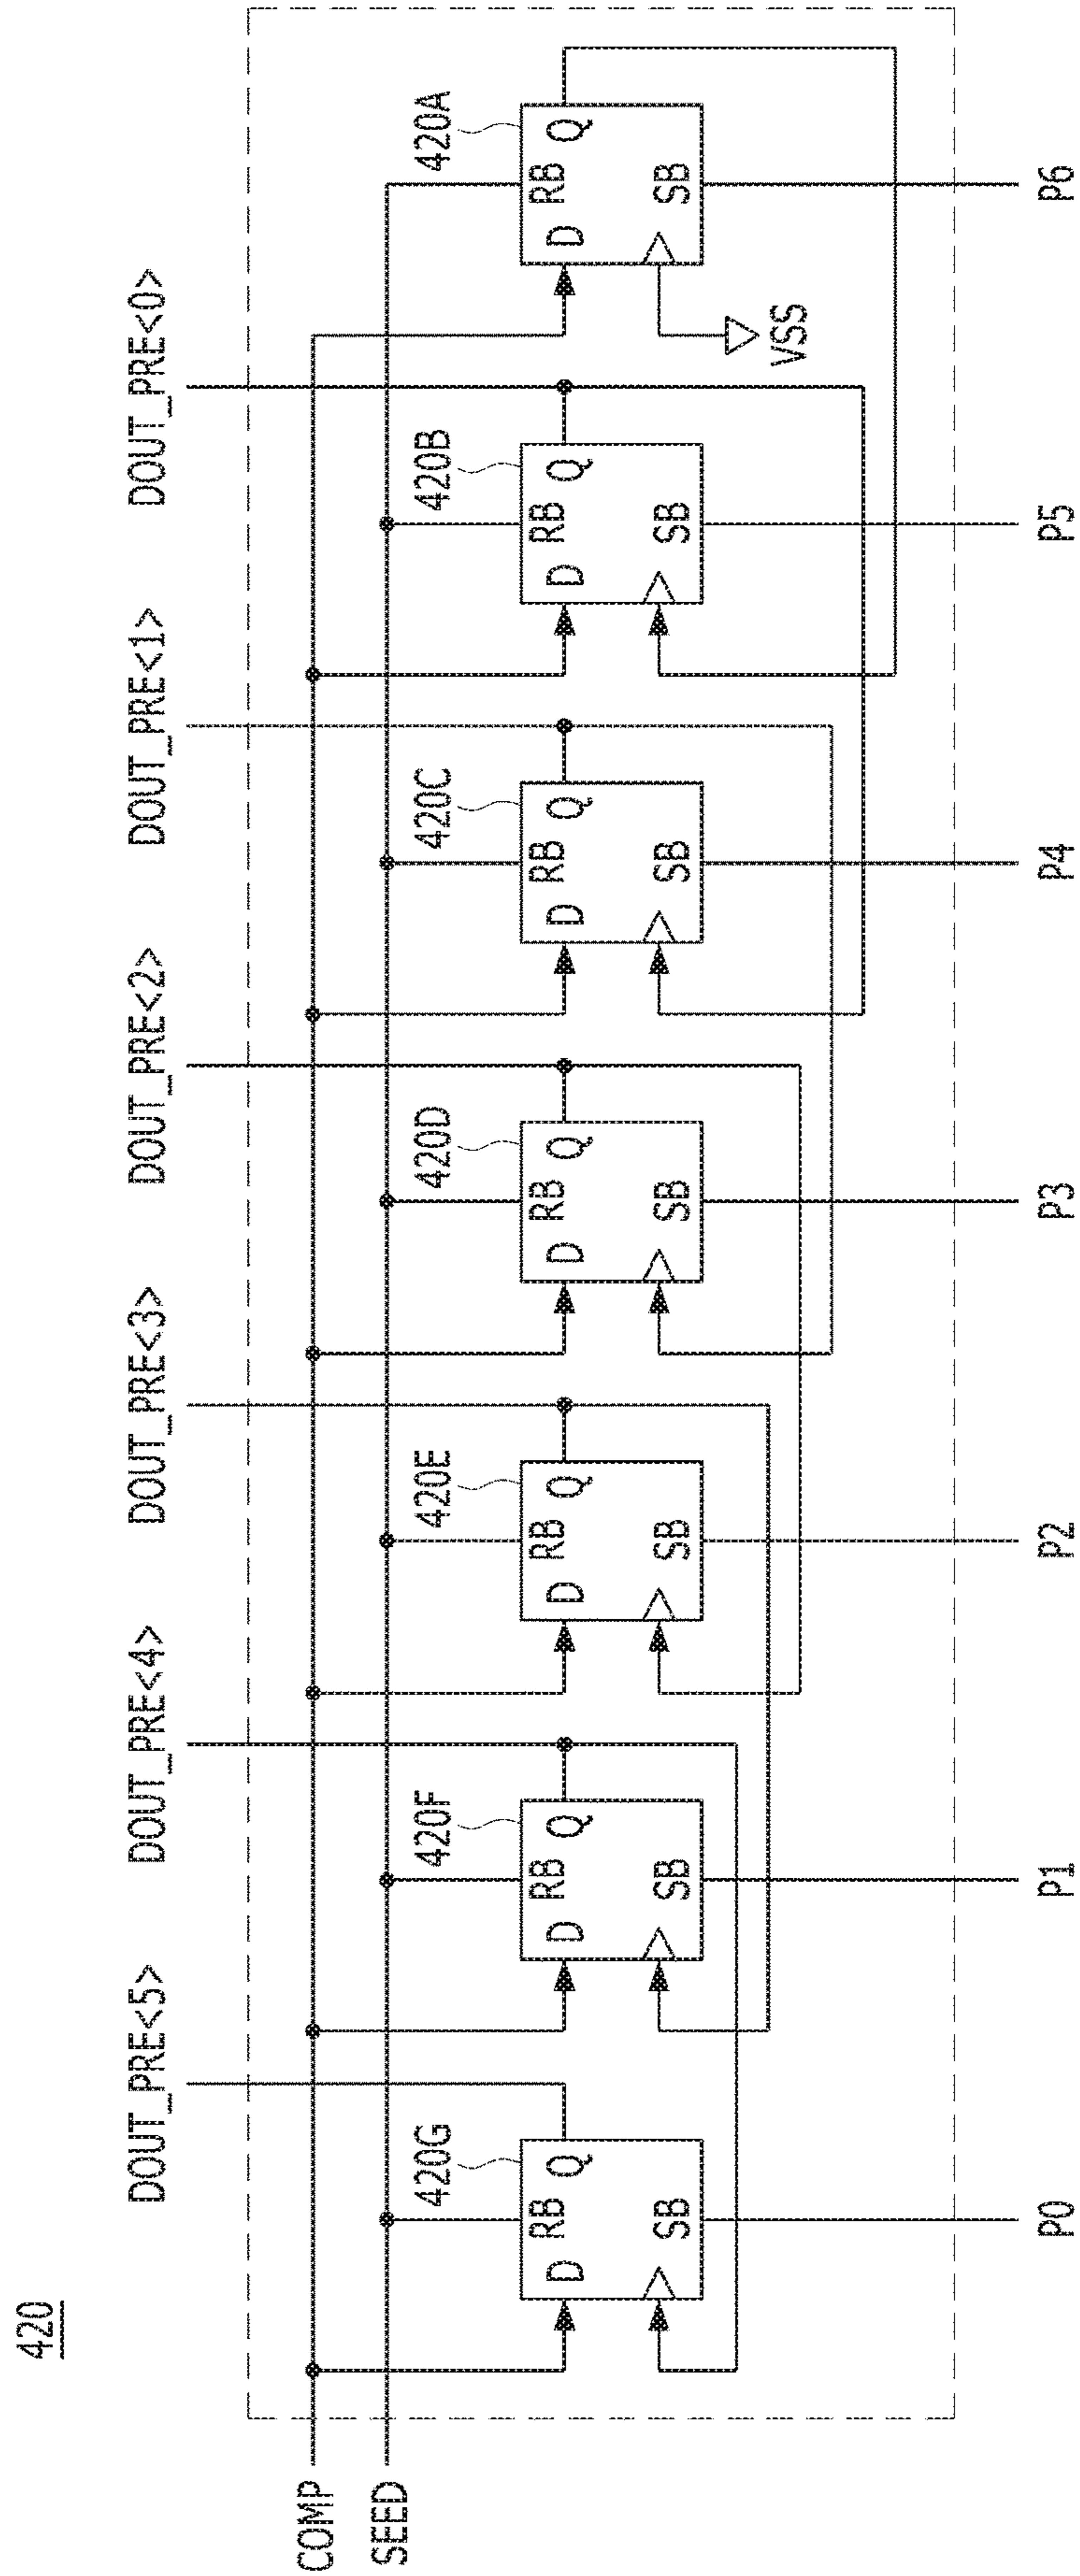 420
DOUT_PRE<5> DOUT_PRE<4> DOUT_PRE<3> DOUT_PRE<2> DOUT_PRE<1> DOUT_PRE<0>
COMP
SEED
420G 420F 420E 420D 420C 420B 420A
D RB Q D RB Q D RB Q D RB Q D RB Q D RB Q D RB Q
SB SB SB SB SB SB SB
VSS
P0 P1 P2 P3 P4 P5 P6